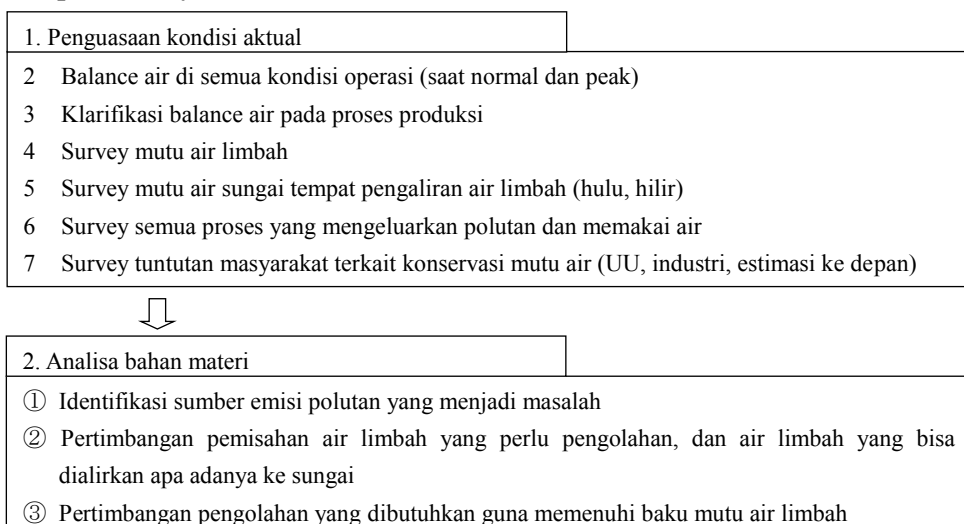 1. Penguasaan kondisi aktual
2 Balance air di semua kondisi operasi (saat normal dan peak)
3 Klarifikasi balance air pada proses produksi
4 Survey mutu air limbah
5 Survey mutu air sungai tempat pengaliran air limbah (hulu, hilir)
6 Survey semua proses yang mengeluarkan polutan dan memakai air
7 Survey tuntutan masyarakat terkait konservasi mutu air (UU, industri, estimasi ke depan)
2. Analisa bahan materi
① Identifikasi sumber emisi polutan yang menjadi masalah
② Pertimbangan pemisahan air limbah yang perlu pengolahan, dan air limbah yang bisa
dialirkan apa adanya ke sungai
③ Pertimbangan pengolahan yang dibutuhkan guna memenuhi baku mutu air limbah